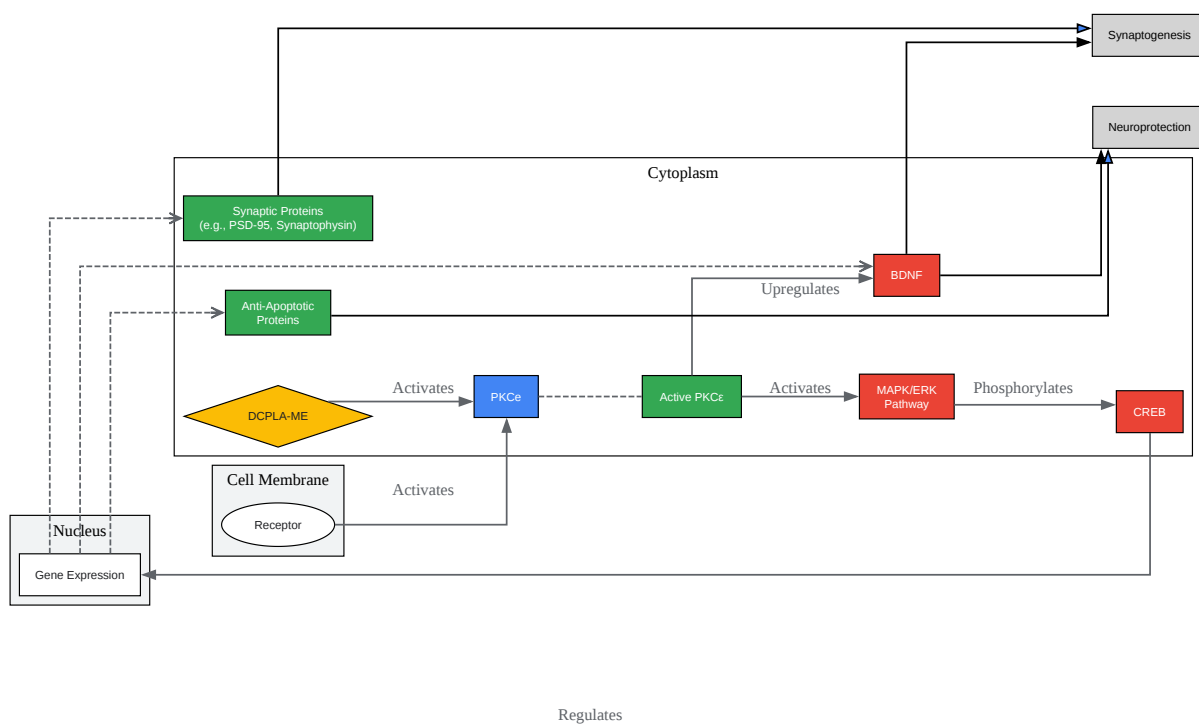 Synaptogenesis
Neuroprotection
Cytoplasm
Synaptic Proteins
(e.g., PSD-95, Synaptophysin)
BDNF
Upregulates
Anti-Apoptotic
Proteins
DCPLA-ME
Activates
PKCe
Active PKCε
Activates
MAPK/ERK
Pathway
Phosphorylates
CREB
Cell Membrane
Receptor
Activates
Nucleus
Gene Expression
Regulates